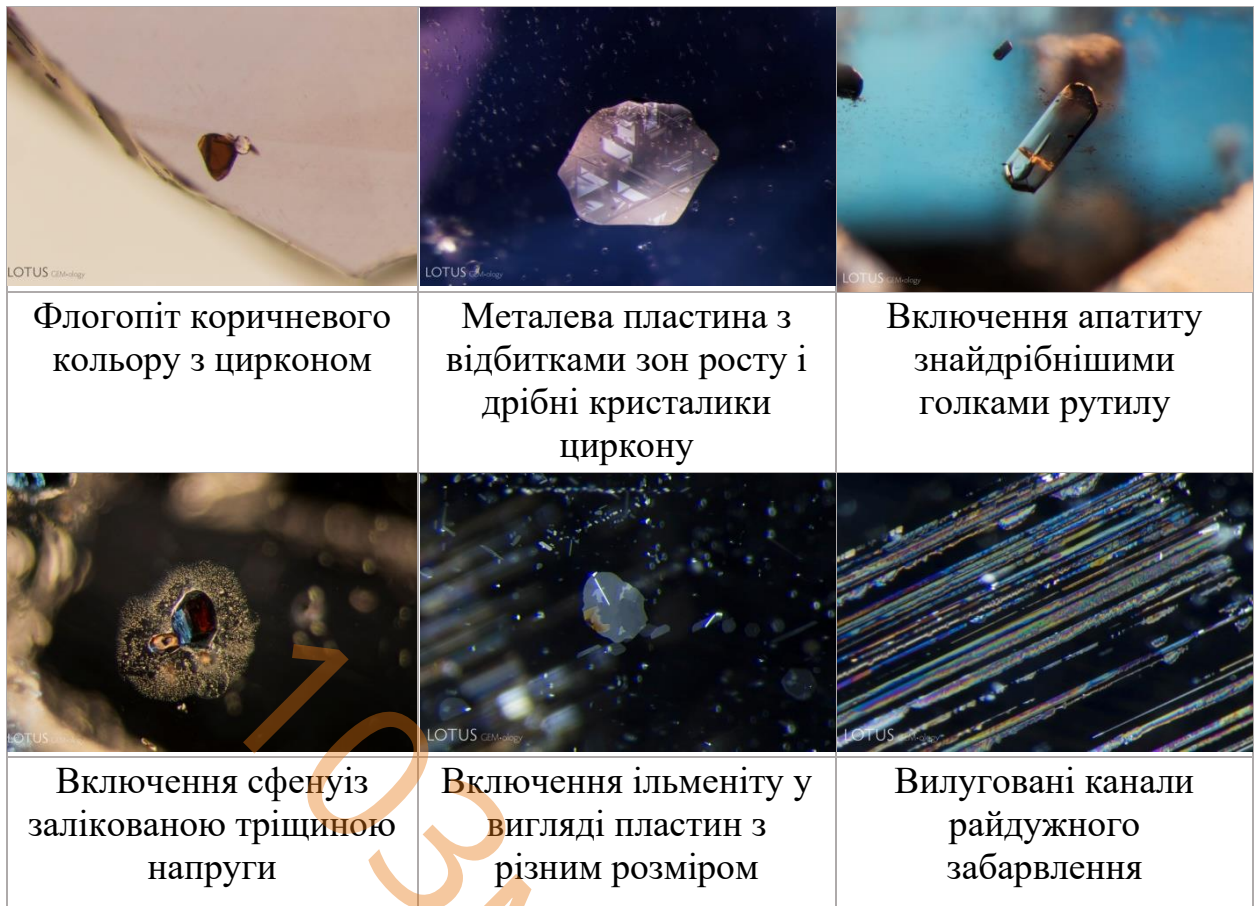 LOTUS GEMology
LOTUS GEMology
LOTUS GEMology
Флогопіт коричневого
кольору з цирконом
Металева пластина з
відбитками зон росту і
дрібні кристалики
циркону
Включення апатиту
знайдрібнішими
голками рутилу
LOTUS
LOTUS GEMology
LOTUS GEMology
Включення сфенуіз
залікованою тріщиною
напруги
Включення ільменіту у
вигляді пластин з
різним розміром
Вилуговані канали
райдужного
забарвлення